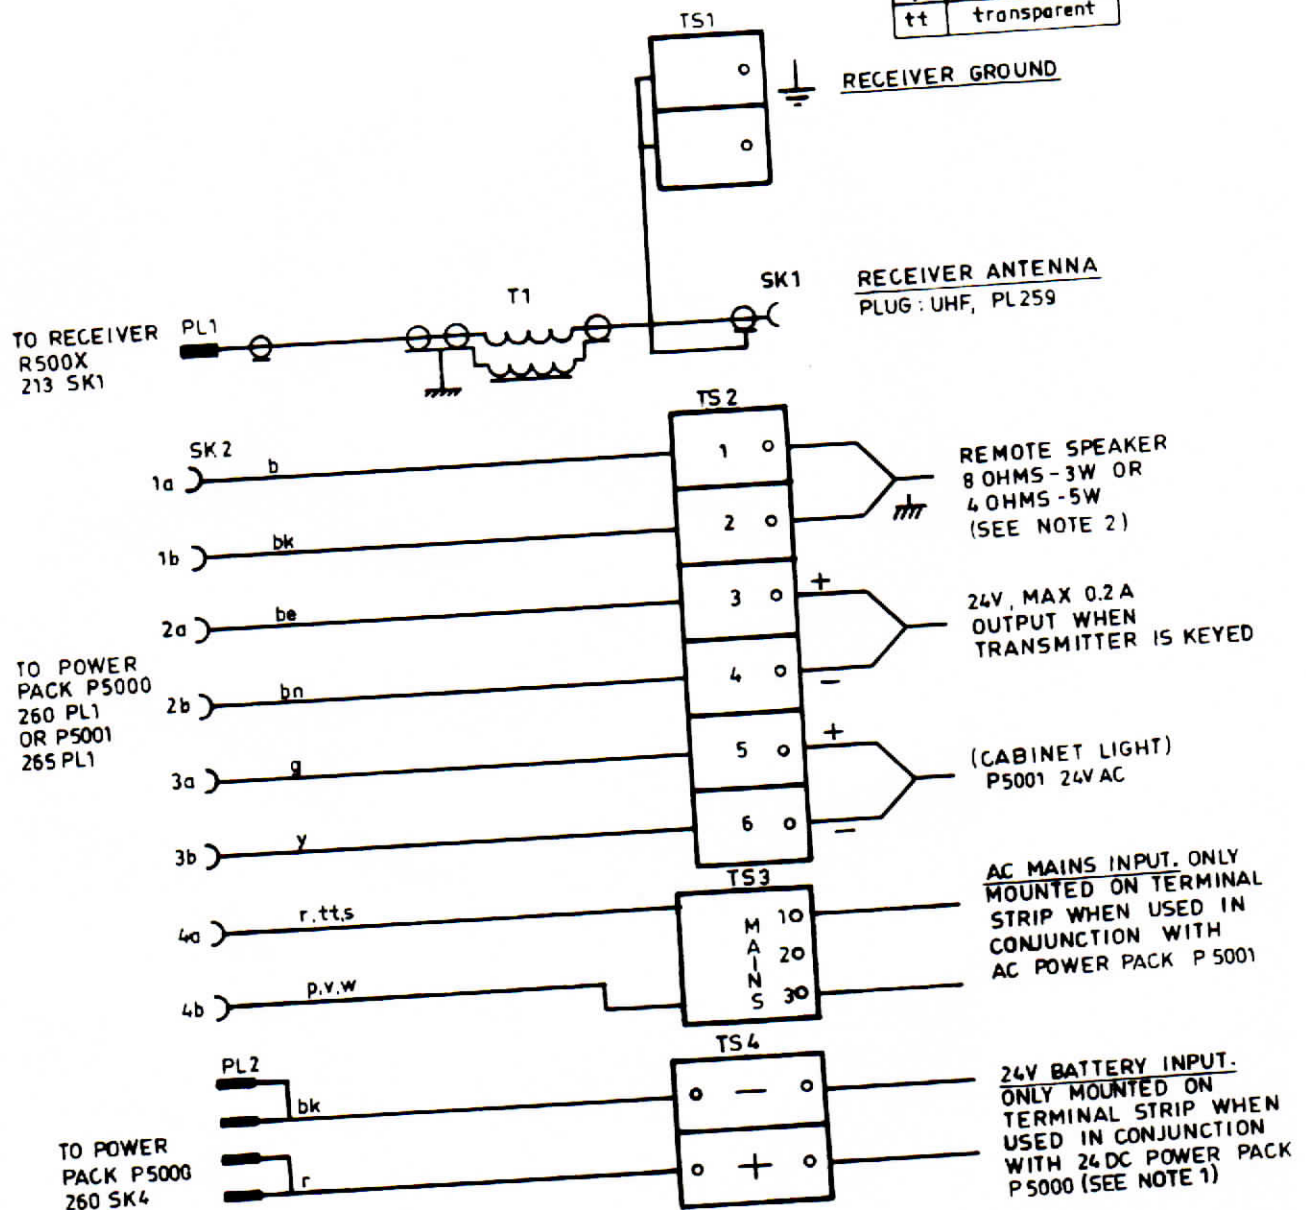 tt transparent
TS1
RECEIVER GROUND
SK1
RECEIVER ANTENNA
PLUG : UHF, PL259
T1
TO RECEIVER
R500X
213 SK1
PL1
TS2
SK2
1a
b
1
1b
bk
2
REMOTE SPEAKER
8 OHMS - 3W OR
4 OHMS - 5W
(SEE NOTE 2)
2a
be
3
+
2b
bn
4
−
24V, MAX 0.2 A
OUTPUT WHEN
TRANSMITTER IS KEYED
TO POWER
PACK P5000
260 PL1
OR P5001
265 PL1
3a
g
5
+
3b
y
6
−
(CABINET LIGHT)
P5001 24V AC
TS3
4a
r.tt.s
4b
p.v.w
MAINS
1
2
3
AC MAINS INPUT. ONLY
MOUNTED ON TERMINAL
STRIP WHEN USED IN
CONJUNCTION WITH
AC POWER PACK P 5001
TS4
PL2
bk
−
r
+
TO POWER
PACK P5000
260 SK4
24V BATTERY INPUT.
ONLY MOUNTED ON
TERMINAL STRIP WHEN
USED IN CONJUNCTION
WITH 24DC POWER PACK
P5000 (SEE NOTE 1)